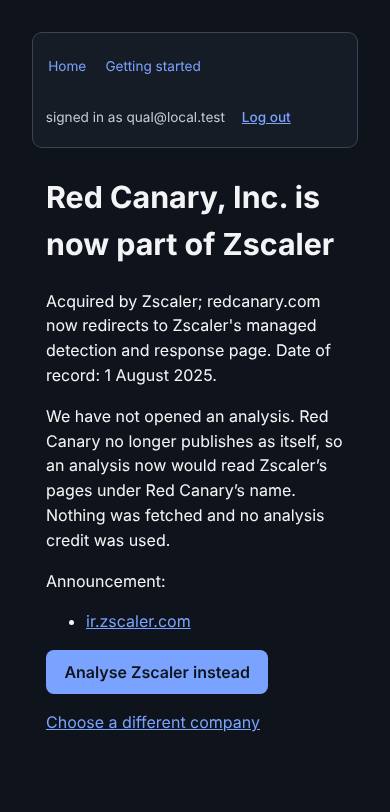 Home Getting started
signed in as qual@local.test Log out
Red Canary, Inc. is
now part of Zscaler
Acquired by Zscaler; redcanary.com
now redirects to Zscaler's managed
detection and response page. Date of
record: 1 August 2025.
We have not opened an analysis. Red
Canary no longer publishes as itself, so
an analysis now would read Zscaler’s
pages under Red Canary’s name.
Nothing was fetched and no analysis
credit was used.
Announcement:
• ir.zscaler.com
Analyse Zscaler instead
Choose a different company